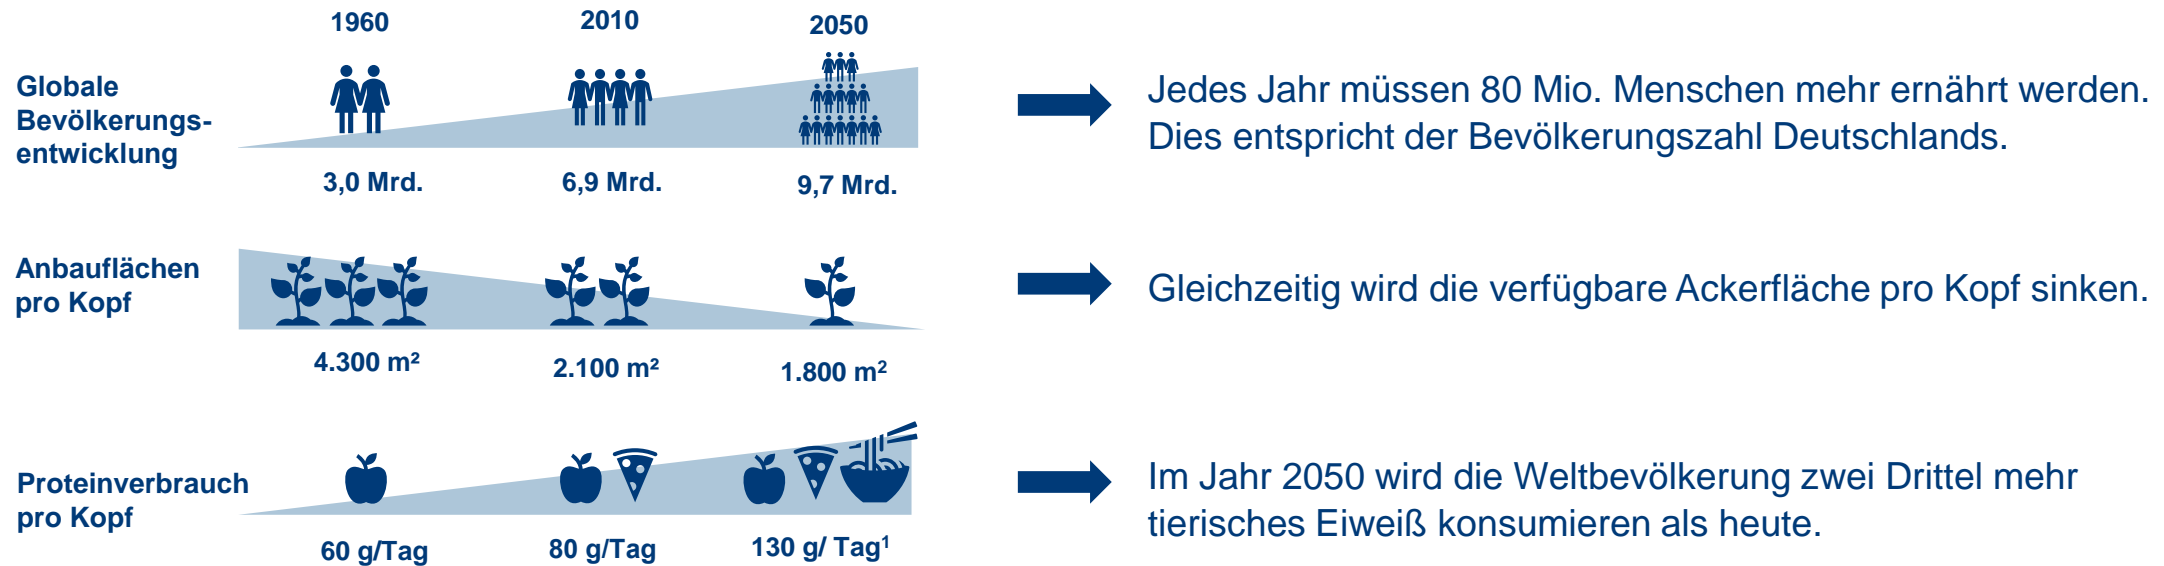 1960
2010
2050
Globale
Bevölkerungs-
entwicklung
3,0 Mrd.
6,9 Mrd.
9,7 Mrd.
Jedes Jahr müssen 80 Mio. Menschen mehr ernährt werden.
Dies entspricht der Bevölkerungszahl Deutschlands.
Anbauflächen
pro Kopf
4.300 m²
2.100 m²
1.800 m²
Gleichzeitig wird die verfügbare Ackerfläche pro Kopf sinken.
Proteinverbrauch
pro Kopf
60 g/Tag
80 g/Tag
130 g/ Tag¹
Im Jahr 2050 wird die Weltbevölkerung zwei Drittel mehr
tierisches Eiweiß konsumieren als heute.